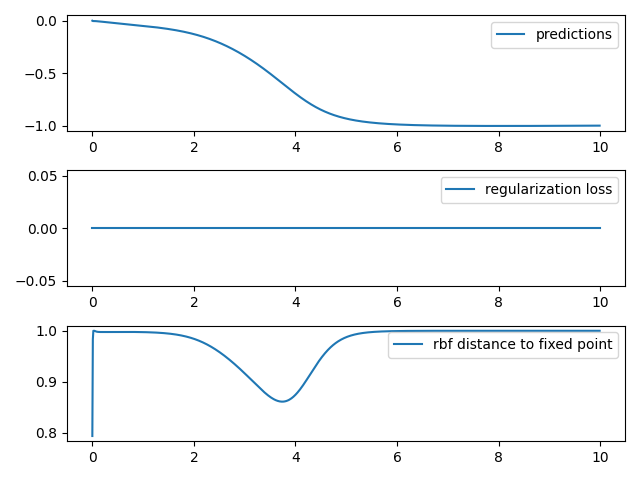 0.0
−0.5
−1.0
predictions
0 2 4 6 8 10
0.05
0.00
−0.05
regularization loss
0 2 4 6 8 10
1.0
0.9
0.8
rbf distance to fixed point
0 2 4 6 8 10